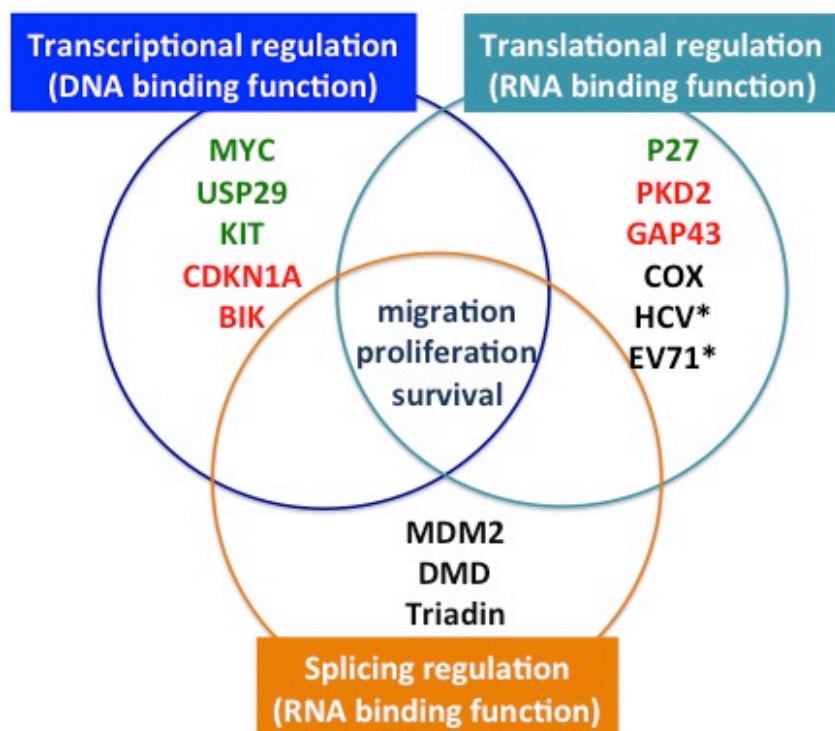 Transcriptional regulation
(DNA binding function)
Translational regulation
(RNA binding function)
MYC
USP29
KIT
CDKN1A
BIK
P27
PKD2
GAP43
COX
HCV*
EV71*
migration
proliferation
survival
MDM2
DMD
Triadin
Splicing regulation
(RNA binding function)